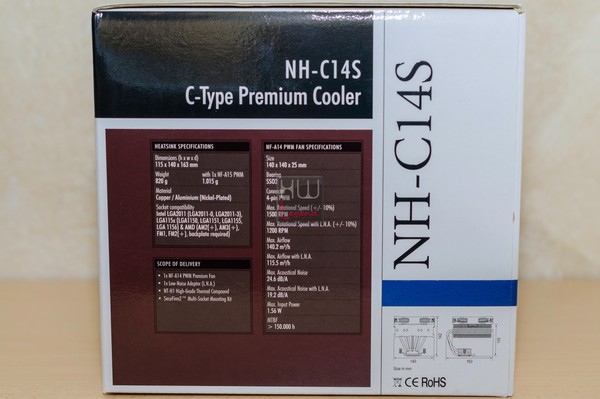 NH-C14S
C-Type Premium Cooler
HEATSINK SPECIFICATIONS
Dimensions (h x w x d)
115 x 140 x 163 mm
Weight with 1x NF-A15 PWM
820 g 1.015 g
Material
Copper / Aluminium (Nickel-Plated)
Socket compatibility
Intel LGA2011 (LGA2011-0, LGA2011-3),
LGA115x (LGA1150, LGA1151, LGA1155,
LGA 1156) & AMD (AM2(+), AM3(+),
FM1, FM2(+), backplate required)
SCOPE OF DELIVERY
• 1x NF-A14 PWM Premium Fan
• 1x Low-Noise Adaptor (L.N.A.)
• NT-H1 High-Grade Thermal Compound
• SecuFirm2™ Multi-Socket Mounting Kit
NF-A14 PWM FAN SPECIFICATIONS
Size
140 x 140 x 25 mm
Bearing
SSO2
4-pin PWM
Max. Rotational Speed (+/- 10%)
1500 RPM
Max. Rotational Speed with L.N.A. (+/- 10%)
1200 RPM
Max. Airflow
140.2 m³/h
Max. Airflow with L.N.A.
115.5 m³/h
Max. Acoustical Noise
24.6 dB/A
Max. Acoustical Noise with L.N.A.
19.2 dB/A
Max. Input Power
1.56 W
MTBF
> 150.000 h
NH-C14S
140
163
Size in mm
CE RoHS